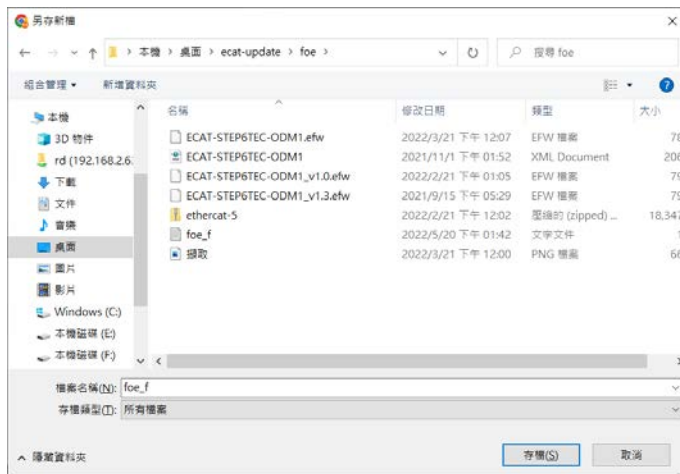 另存新檔
本機 > 桌面 > ecat-update > foe >
搜尋 foe
組合管理 新增資料夾
名稱 修改日期 類型 大小
本機
3D 物件
rd (192.168.2.6
下載
文件
音樂
桌面
圖片
影片
Windows (C:)
本機磁碟 (E:)
本機磁碟 (F:)
ECAT-STEP6TEC-ODM1.efw 2022/3/21 下午 12:07 EFW 檔案 78
ECAT-STEP6TEC-ODM1 2021/11/1 下午 01:52 XML Document 206
ECAT-STEP6TEC-ODM1_v1.0.efw 2022/2/21 下午 01:05 EFW 檔案 79
ECAT-STEP6TEC-ODM1_v1.3.efw 2021/9/15 下午 05:29 EFW 檔案 79
ethercat-5 2022/2/21 下午 12:02 壓縮的 (zipped) ... 18,347
foe_f 2022/5/20 下午 01:42 文字文件 1
擷取 2022/3/21 下午 12:00 PNG 檔案 66
檔案名稱(N): foe_f
存檔類型(T): 所有檔案
隱藏資料夾
存檔(S) 取消